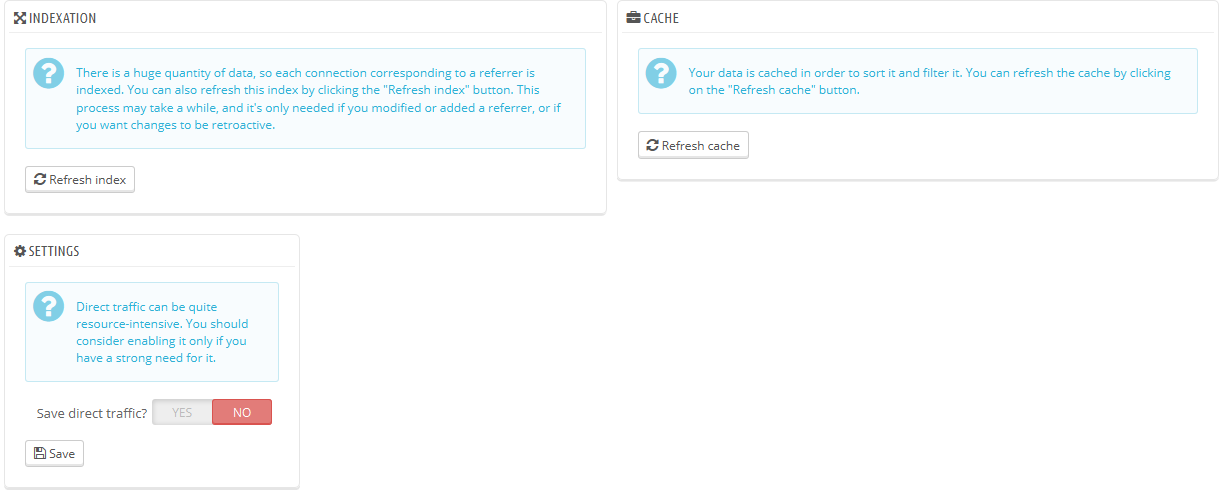 INDEXATION
There is a huge quantity of data, so each connection corresponding to a referrer is
indexed. You can also refresh this index by clicking the "Refresh index" button. This
process may take a while, and it's only needed if you modified or added a referrer, or if
you want changes to be retroactive.
Refresh index
CACHE
Your data is cached in order to sort it and filter it. You can refresh the cache by clicking
on the "Refresh cache" button.
Refresh cache
SETTINGS
Direct traffic can be quite
resource-intensive. You should
consider enabling it only if you
have a strong need for it.
Save direct traffic? YES NO
Save